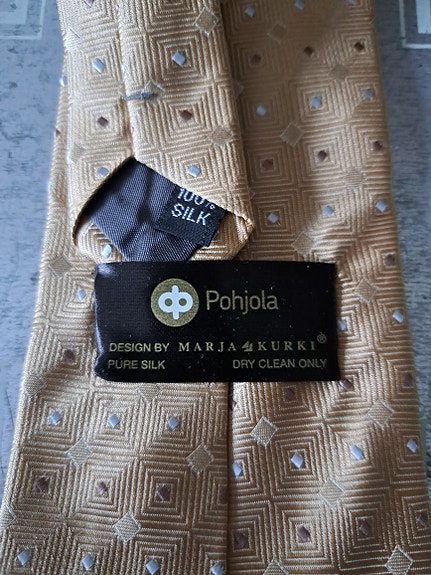 100%
SILK
Pohjola
DESIGN BY MARJA KURKI®
PURE SILK DRY CLEAN ONLY